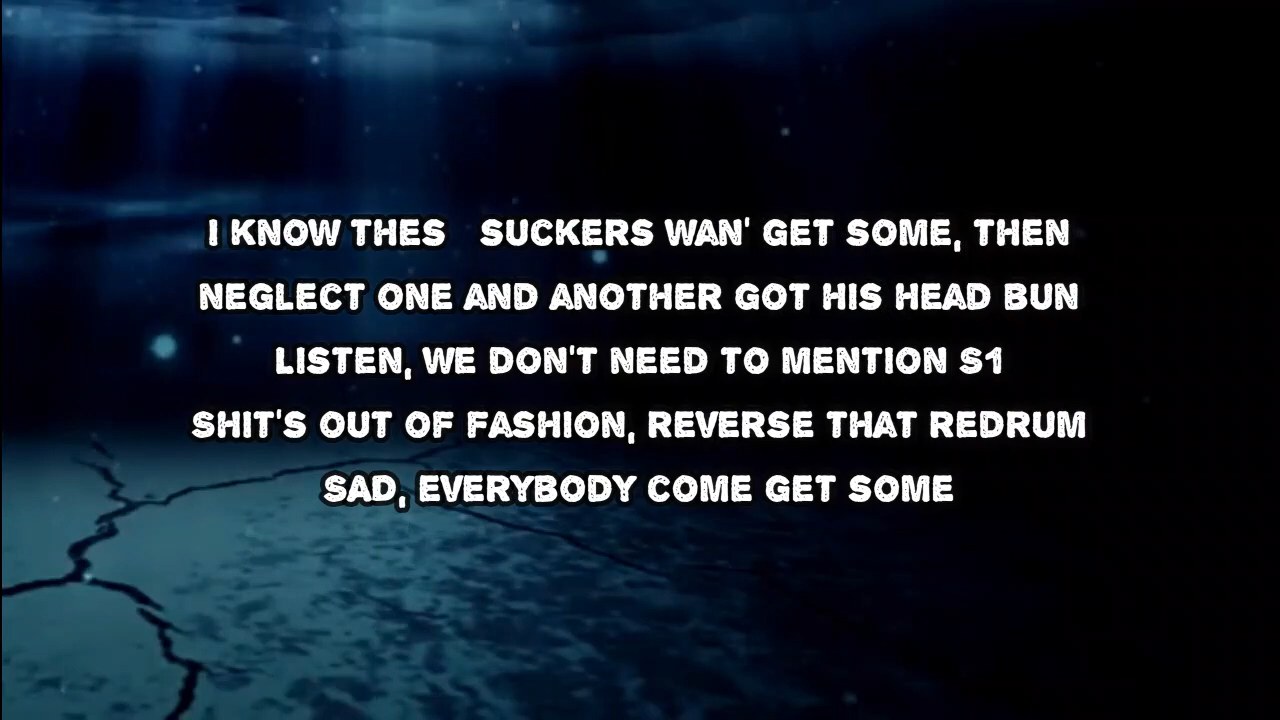 I KNOW THES SUCKERS WAN' GET SOME, THEN
NEGLECT ONE AND ANOTHER GOT HIS HEAD BUN
LISTEN, WE DON'T NEED TO MENTION S1
SHIT'S OUT OF FASHION, REVERSE THAT REDRUM
SAD, EVERYBODY COME GET SOME